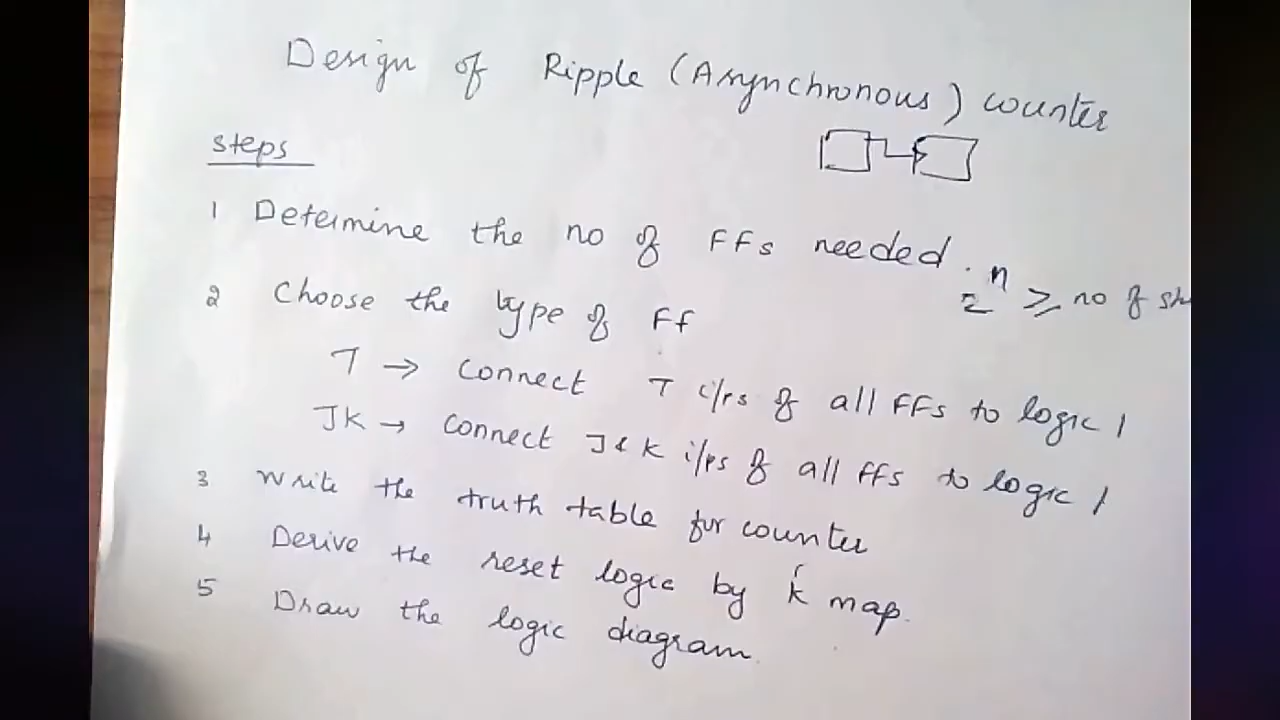 Design of Ripple (Asynchronous) counter
steps
1 Determine the no of FFs needed. 2^n ≥ no of
2 Choose the type of Ff
T → connect T i/ps of all FFs to logic 1
JK → connect J & K i/ps of all ffs to logic 1
3 Write the truth table for counter
4 Derive the reset logic by k map.
5 Draw the logic diagram.